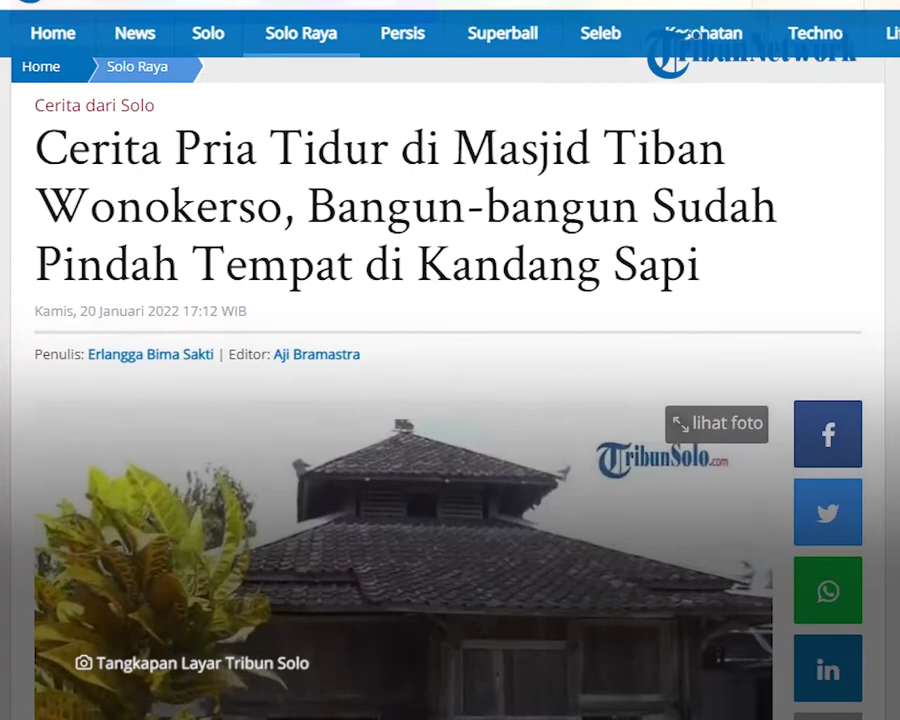 Home News Solo Solo Raya Persis Superball Seleb Kesehatan Techno
Home Solo Raya
TribunNetwork
Cerita dari Solo
Cerita Pria Tidur di Masjid Tiban
Wonokerso, Bangun-bangun Sudah
Pindah Tempat di Kandang Sapi
Kamis, 20 Januari 2022 17:12 WIB
Penulis: Erlangga Bima Sakti | Editor: Aji Bramastra
lihat foto
TribunSolo.com
Tangkapan Layar Tribun Solo